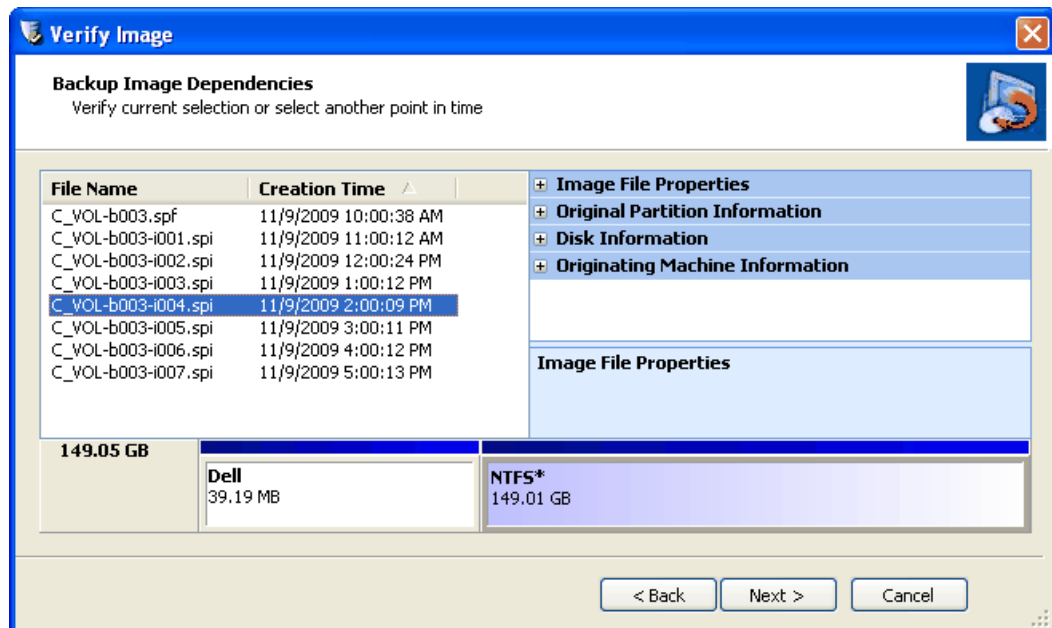 Verify Image
Backup Image Dependencies
Verify current selection or select another point in time
File Name Creation Time
C_VOL-b003.spf 11/9/2009 10:00:38 AM
C_VOL-b003-i001.spi 11/9/2009 11:00:12 AM
C_VOL-b003-i002.spi 11/9/2009 12:00:24 PM
C_VOL-b003-i003.spi 11/9/2009 1:00:12 PM
C_VOL-b003-i004.spi 11/9/2009 2:00:09 PM
C_VOL-b003-i005.spi 11/9/2009 3:00:11 PM
C_VOL-b003-i006.spi 11/9/2009 4:00:12 PM
C_VOL-b003-i007.spi 11/9/2009 5:00:13 PM
Image File Properties
Original Partition Information
Disk Information
Originating Machine Information
Image File Properties
149.05 GB
Dell
39.19 MB
NTFS*
149.01 GB
< Back Next > Cancel